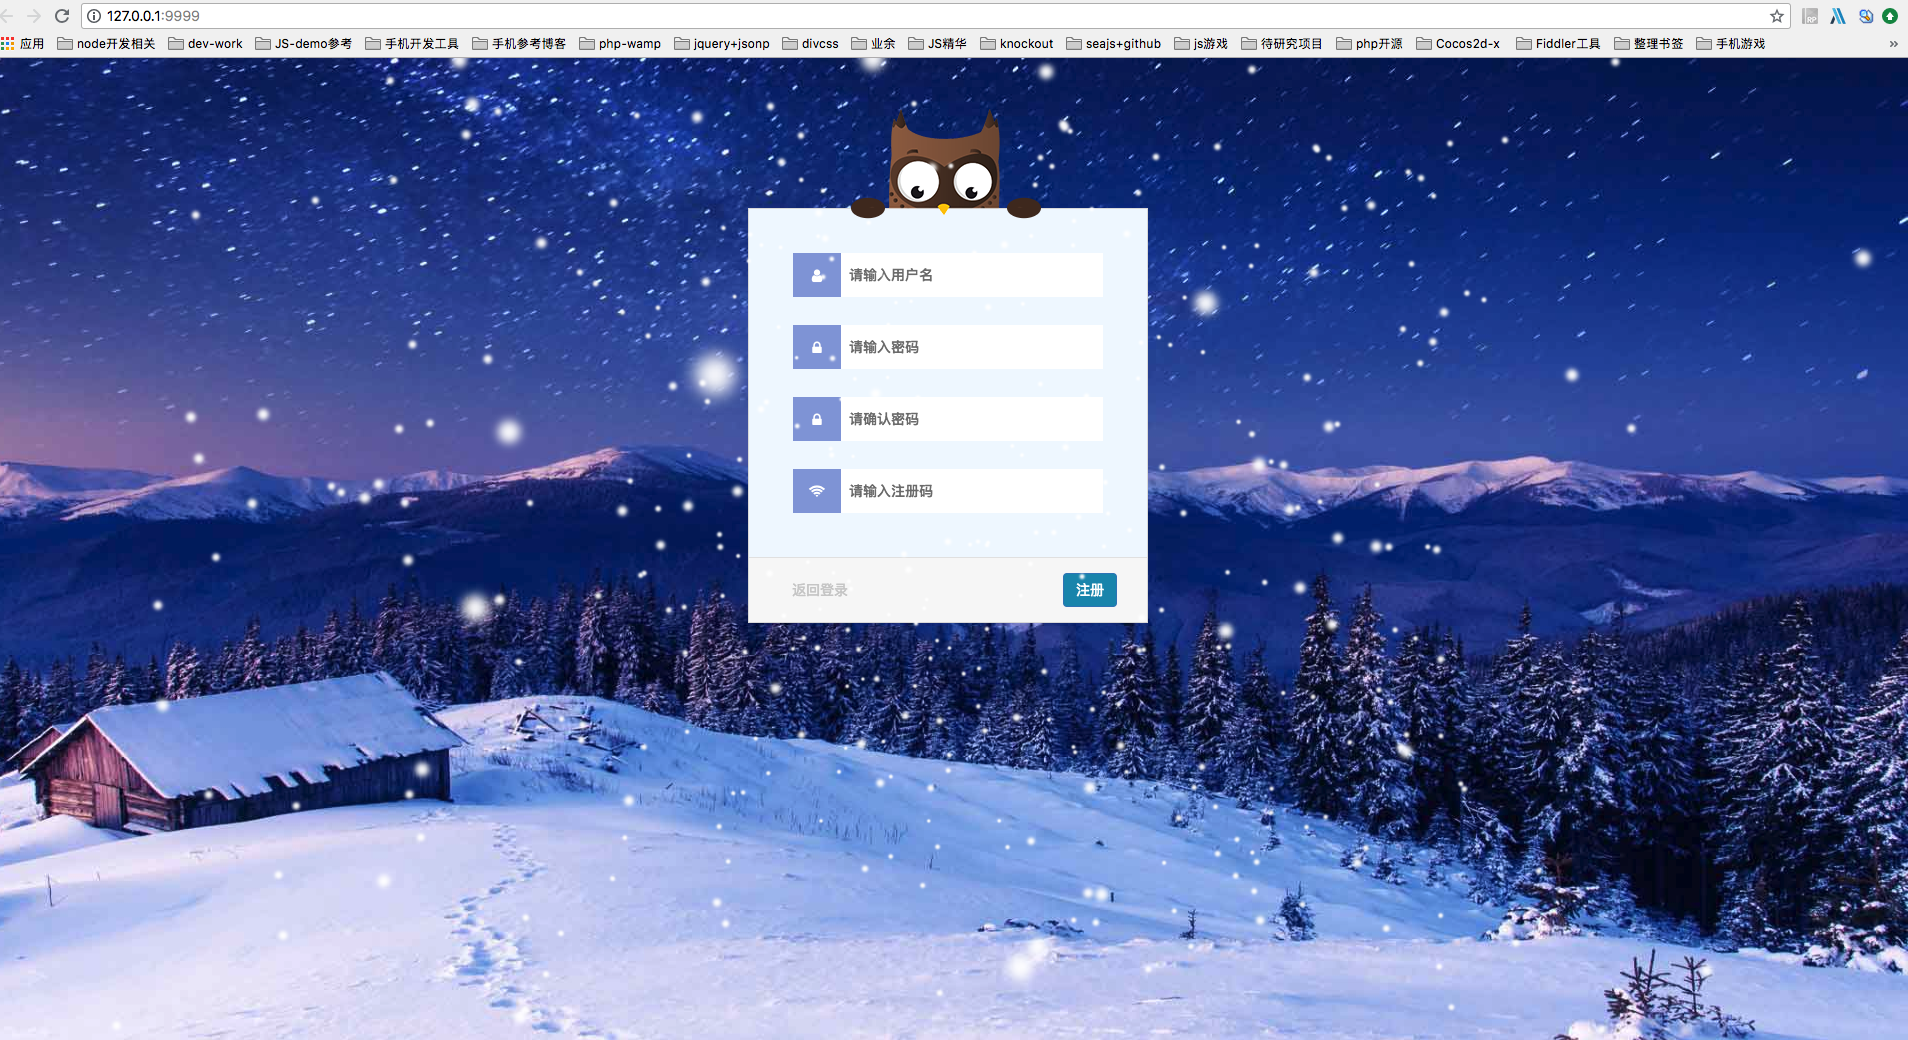 127.0.0.1:9999
应用 node开发相关 dev-work JS-demo参考 手机开发工具 手机参考博客 php-wamp jquery+jsonp divcss 业余 JS精华 knockout seajs+github js游戏 待研究项目 php开源 Cocos2d-x Fiddler工具 整理书签 手机游戏 »
请输入用户名
请输入密码
请确认密码
请输入注册码
返回登录 注册